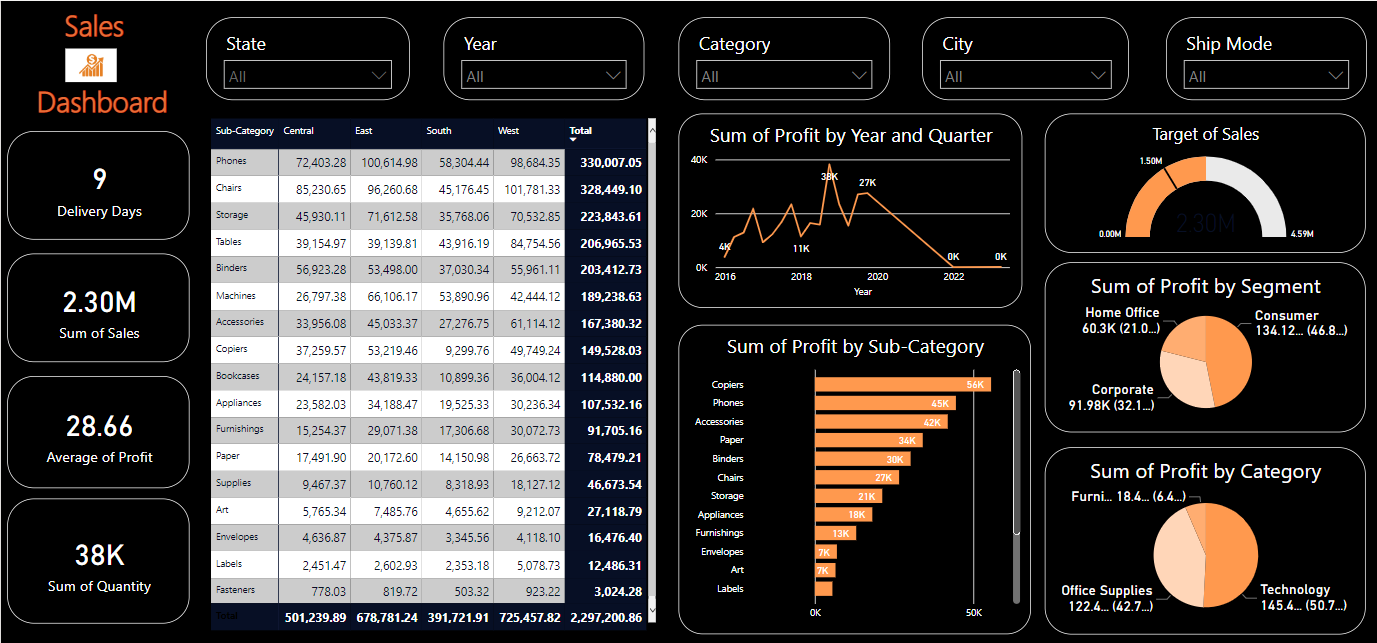 Sales
Dashboard
State
All
Year
All
Category
All
City
All
Ship Mode
All
9
Delivery Days
2.30M
Sum of Sales
28.66
Average of Profit
38K
Sum of Quantity
Sub-Category Central East South West Total
Phones 72,403.28 100,614.98 58,304.44 98,684.35 330,007.05
Chairs 85,230.65 96,260.68 45,176.45 101,781.33 328,449.10
Storage 45,930.11 71,612.58 35,768.06 70,532.85 223,843.61
Tables 39,154.97 39,139.81 43,916.19 84,754.56 206,965.53
Binders 56,923.28 53,498.00 37,030.34 55,961.11 203,412.73
Machines 26,797.38 66,106.17 53,890.96 42,444.12 189,238.63
Accessories 33,956.08 45,033.37 27,276.75 61,114.12 167,380.32
Copiers 37,259.57 53,219.46 9,299.76 49,749.24 149,528.03
Bookcases 24,157.18 43,819.33 10,899.36 36,004.12 114,880.00
Appliances 23,582.03 34,188.47 19,525.33 30,236.34 107,532.16
Furnishings 15,254.37 29,071.38 17,306.68 30,072.73 91,705.16
Paper 17,491.90 20,172.60 14,150.98 26,663.72 78,479.21
Supplies 9,467.37 10,760.12 8,318.93 18,127.12 46,673.54
Art 5,765.34 7,485.76 4,655.62 9,212.07 27,118.79
Envelopes 4,636.87 4,375.87 3,345.56 4,118.10 16,476.40
Labels 2,451.47 2,602.93 2,353.18 5,078.73 12,486.31
Fasteners 778.03 819.72 503.32 923.22 3,024.28
Total 501,239.89 678,781.24 391,721.91 725,457.82 2,297,200.86
Sum of Profit by Year and Quarter
40K
20K
0K
4K
11K
38K
27K
0K
0K
2016 2018 2020 2022
Year
Sum of Profit by Sub-Category
Copiers 56K
Phones 45K
Accessories 42K
Paper 34K
Binders 30K
Chairs 27K
Storage 21K
Appliances 18K
Furnishings 13K
Envelopes 7K
Art 7K
Labels
0K 50K
Target of Sales
1.50M
2.30M
0.00M 4.59M
Sum of Profit by Segment
Home Office
60.3K (21.0...)
Consumer
134.12... (46.8...)
Corporate
91.98K (32.1...)
Sum of Profit by Category
Furni... 18.4... (6.4...)
Office Supplies
122.4... (42.7...)
Technology
145.4... (50.7...)